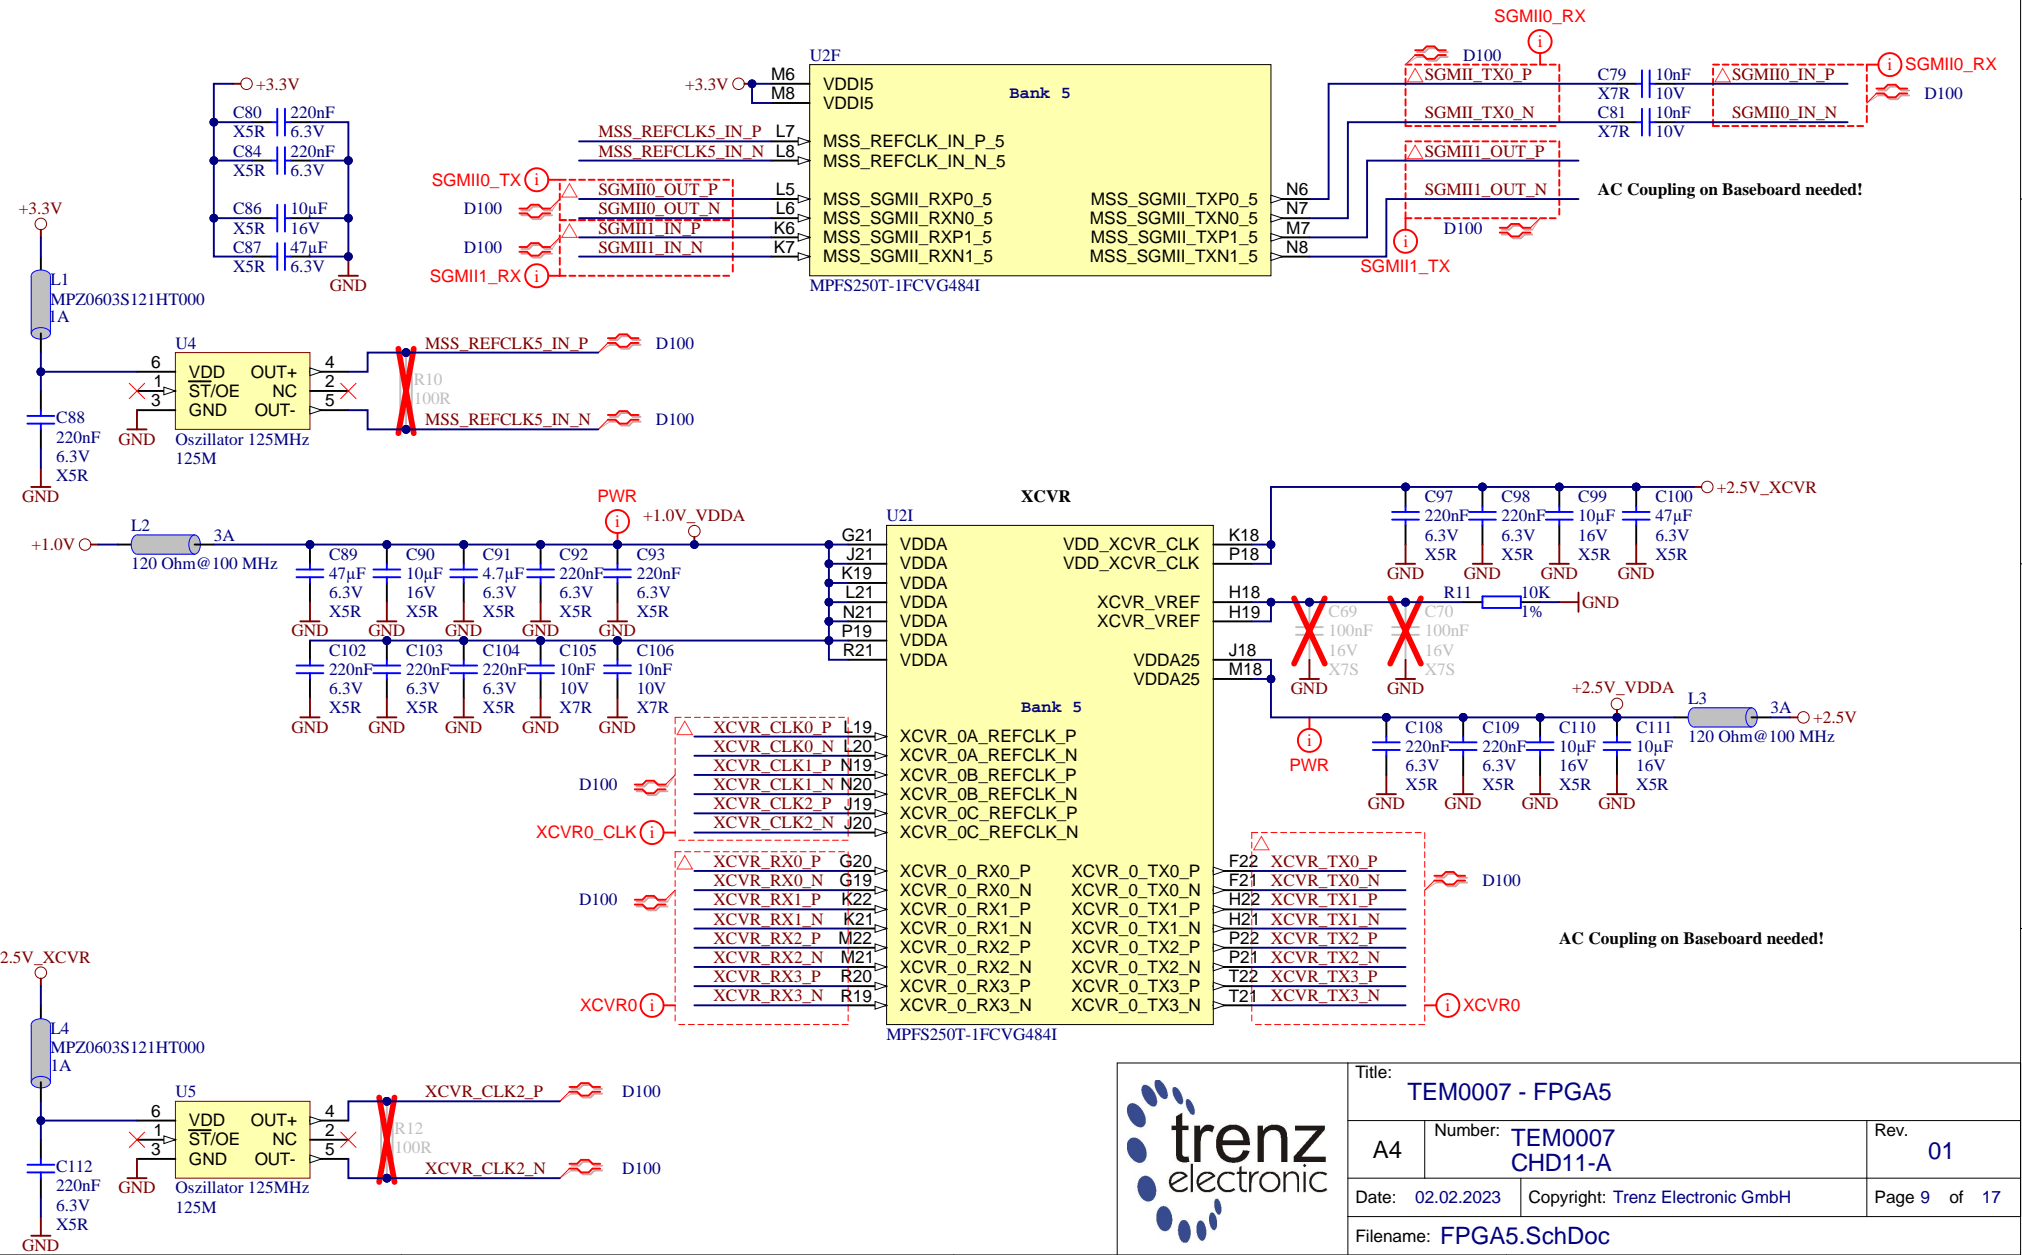 +3.3V
C80 220nF
X5R 6.3V
C84 220nF
X5R 6.3V
C86 10µF
X5R 16V
C87 47µF
X5R 6.3V
GND
U2F
+3.3V
M6 VDDI5
M8 VDDI5
Bank 5
MSS_REFCLK5_IN_P L7 MSS_REFCLK_IN_P_5
MSS_REFCLK5_IN_N L8 MSS_REFCLK_IN_N_5
SGMII0_TX i
D100
SGMII0_OUT_P L5 MSS_SGMII_RXP0_5
SGMII0_OUT_N L6 MSS_SGMII_RXN0_5
SGMII1_IN_P K6 MSS_SGMII_RXP1_5
SGMII1_IN_N K7 MSS_SGMII_RXN1_5
D100
SGMII1_RX i
MSS_SGMII_TXP0_5 N6
MSS_SGMII_TXN0_5 N7
MSS_SGMII_TXP1_5 M7
MSS_SGMII_TXN1_5 N8
MPFS250T-1FCVG484I
SGMII0_RX
i
D100
SGMII_TX0_P C79 10nF SGMII0_IN_P
X7R 10V
SGMII_TX0_N C81 10nF SGMII0_IN_N
X7R 10V
i SGMII0_RX
D100
SGMII1_OUT_P
SGMII1_OUT_N
AC Coupling on Baseboard needed!
D100
i
SGMII1_TX
+3.3V
L1
MPZ0603S121HT000
1A
C88
220nF
6.3V
X5R
GND
U4
6 VDD OUT+ 4
1 ST/OE NC 2
3 GND OUT- 5
GND
Oszillator 125MHz
125M
MSS_REFCLK5_IN_P D100
R10
100R
MSS_REFCLK5_IN_N D100
+1.0V
L2
3A
120 Ohm@100 MHz
PWR
i
+1.0V_VDDA
C89 C90 C91 C92 C93
47µF 10µF 4.7µF 220nF 220nF
6.3V 16V 6.3V 6.3V 6.3V
X5R X5R X5R X5R X5R
GND GND GND GND GND
C102 C103 C104 C105 C106
220nF 220nF 220nF 10nF 10nF
6.3V 6.3V 6.3V 10V 10V
X5R X5R X5R X7R X7R
GND GND GND GND GND
XCVR
U2I
G21 VDDA
J21 VDDA
K19 VDDA
L21 VDDA
N21 VDDA
P19 VDDA
R21 VDDA
VDD_XCVR_CLK K18
VDD_XCVR_CLK P18
XCVR_VREF H18
XCVR_VREF H19
VDDA25 J18
VDDA25 M18
Bank 5
+2.5V_XCVR
C97 C98 C99 C100
220nF 220nF 10µF 47µF
6.3V 6.3V 16V 6.3V
X5R X5R X5R X5R
GND GND GND GND
C69 C70
100nF 100nF
16V 16V
X7S X7S
GND GND
R11 10K
1%
GND
+2.5V_VDDA
L3
3A
+2.5V
120 Ohm@100 MHz
i
PWR
C108 C109 C110 C111
220nF 220nF 10µF 10µF
6.3V 6.3V 16V 16V
X5R X5R X5R X5R
GND GND GND GND
XCVR_CLK0_P L19 XCVR_0A_REFCLK_P
XCVR_CLK0_N L20 XCVR_0A_REFCLK_N
XCVR_CLK1_P N19 XCVR_0B_REFCLK_P
XCVR_CLK1_N N20 XCVR_0B_REFCLK_N
XCVR_CLK2_P J19 XCVR_0C_REFCLK_P
XCVR_CLK2_N J20 XCVR_0C_REFCLK_N
D100
XCVR0_CLK i
XCVR_RX0_P G20 XCVR_0_RX0_P
XCVR_RX0_N G19 XCVR_0_RX0_N
XCVR_RX1_P K22 XCVR_0_RX1_P
XCVR_RX1_N K21 XCVR_0_RX1_N
XCVR_RX2_P M22 XCVR_0_RX2_P
XCVR_RX2_N M21 XCVR_0_RX2_N
XCVR_RX3_P R20 XCVR_0_RX3_P
XCVR_RX3_N R19 XCVR_0_RX3_N
D100
XCVR0 i
XCVR_0_TX0_P F22 XCVR_TX0_P
XCVR_0_TX0_N F21 XCVR_TX0_N
XCVR_0_TX1_P H22 XCVR_TX1_P
XCVR_0_TX1_N H21 XCVR_TX1_N
XCVR_0_TX2_P P22 XCVR_TX2_P
XCVR_0_TX2_N P21 XCVR_TX2_N
XCVR_0_TX3_P T22 XCVR_TX3_P
XCVR_0_TX3_N T21 XCVR_TX3_N
D100
i XCVR0
AC Coupling on Baseboard needed!
MPFS250T-1FCVG484I
2.5V_XCVR
L4
MPZ0603S121HT000
1A
C112
220nF
6.3V
X5R
GND
U5
6 VDD OUT+ 4
1 ST/OE NC 2
3 GND OUT- 5
GND
Oszillator 125MHz
125M
XCVR_CLK2_P D100
R12
100R
XCVR_CLK2_N D100
trenz
electronic
Title:
TEM0007 - FPGA5
A4
Number: TEM0007
CHD11-A
Rev.
01
Date: 02.02.2023
Copyright: Trenz Electronic GmbH
Page 9 of 17
Filename: FPGA5.SchDoc